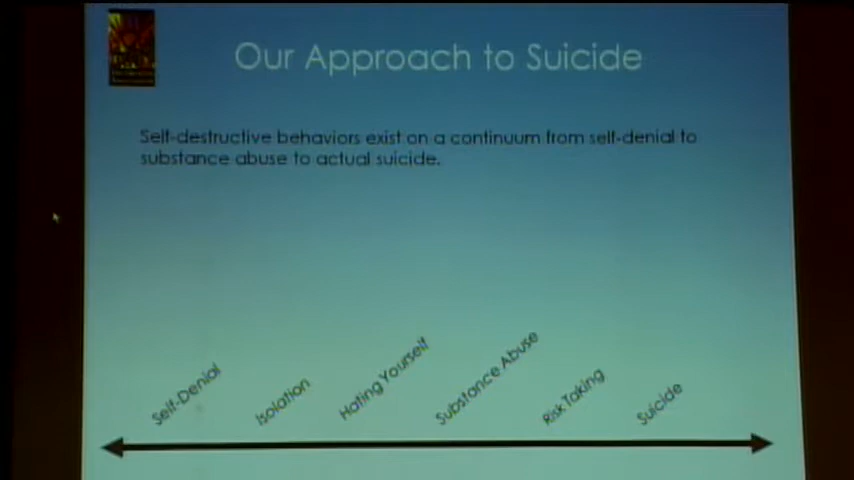 Our Approach to Suicide
Self-destructive behaviors exist on a continuum from self-denial to
substance abuse to actual suicide.
Self-Denial
Isolation
Hating Yourself
Substance Abuse
Risk Taking
Suicide